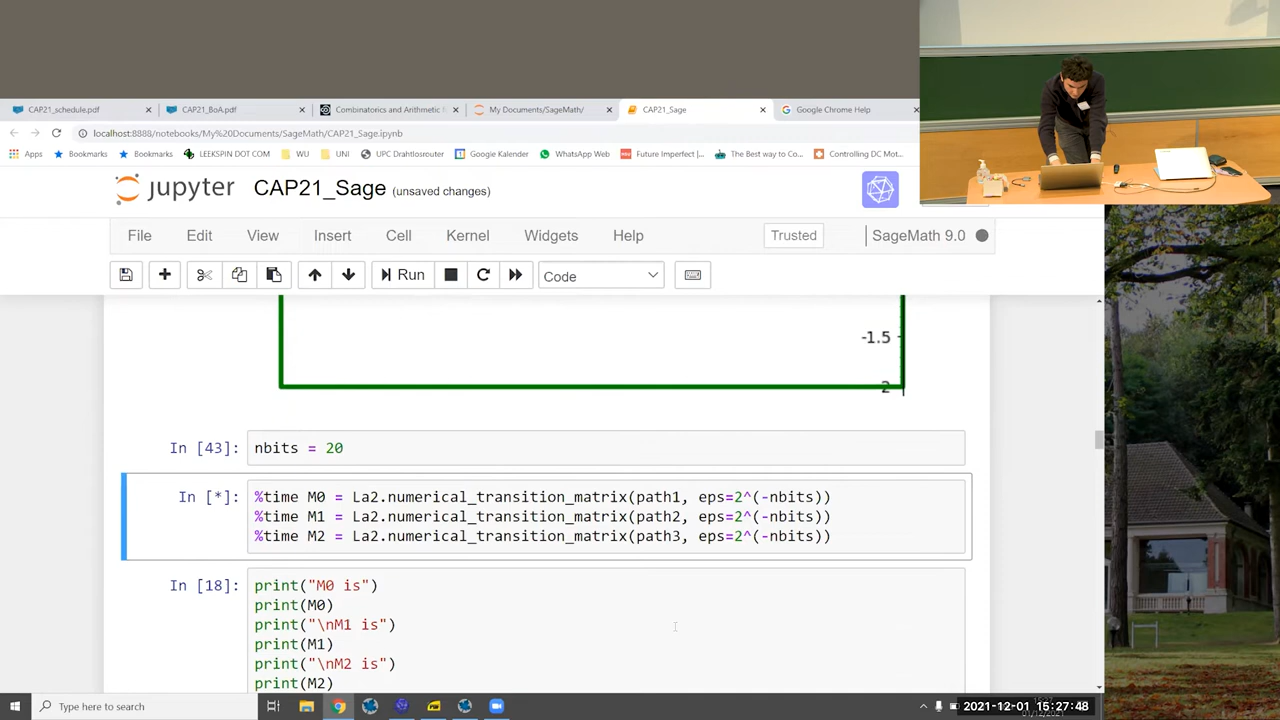 CAP21_schedule.pdf
CAP21_BoA.pdf
Combinatorics and Arithmetic
My Documents/SageMath/
CAP21_Sage
Google Chrome Help
localhost:8888/notebooks/My%20Documents/SageMath/CAP21_Sage.ipynb
Apps
Bookmarks
Bookmarks
LEEKSPIN DOT COM
WU
UNI
UPC Drahtlosrouter
Google Kalender
WhatsApp Web
Future Imperfect |...
The Best way to Co...
Controlling DC Mot...
jupyter CAP21_Sage (unsaved changes)
File Edit View Insert Cell Kernel Widgets Help
Trusted
SageMath 9.0
Run
Code
-1.5
2
In [43]: nbits = 20
In [*]: %time M0 = La2.numerical_transition_matrix(path1, eps=2^(-nbits))
%time M1 = La2.numerical_transition_matrix(path2, eps=2^(-nbits))
%time M2 = La2.numerical_transition_matrix(path3, eps=2^(-nbits))
In [18]: print("M0 is")
print(M0)
print("\nM1 is")
print(M1)
print("\nM2 is")
print(M2)
Type here to search
2021-12-01 15:27:48